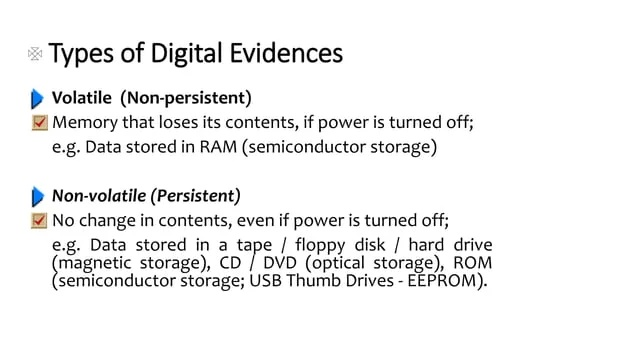 Types of Digital Evidences
Volatile (Non-persistent)
Memory that loses its contents, if power is turned off;
e.g. Data stored in RAM (semiconductor storage)
Non-volatile (Persistent)
No change in contents, even if power is turned off;
e.g. Data stored in a tape / floppy disk / hard drive
(magnetic storage), CD / DVD (optical storage), ROM
(semiconductor storage; USB Thumb Drives - EEPROM).